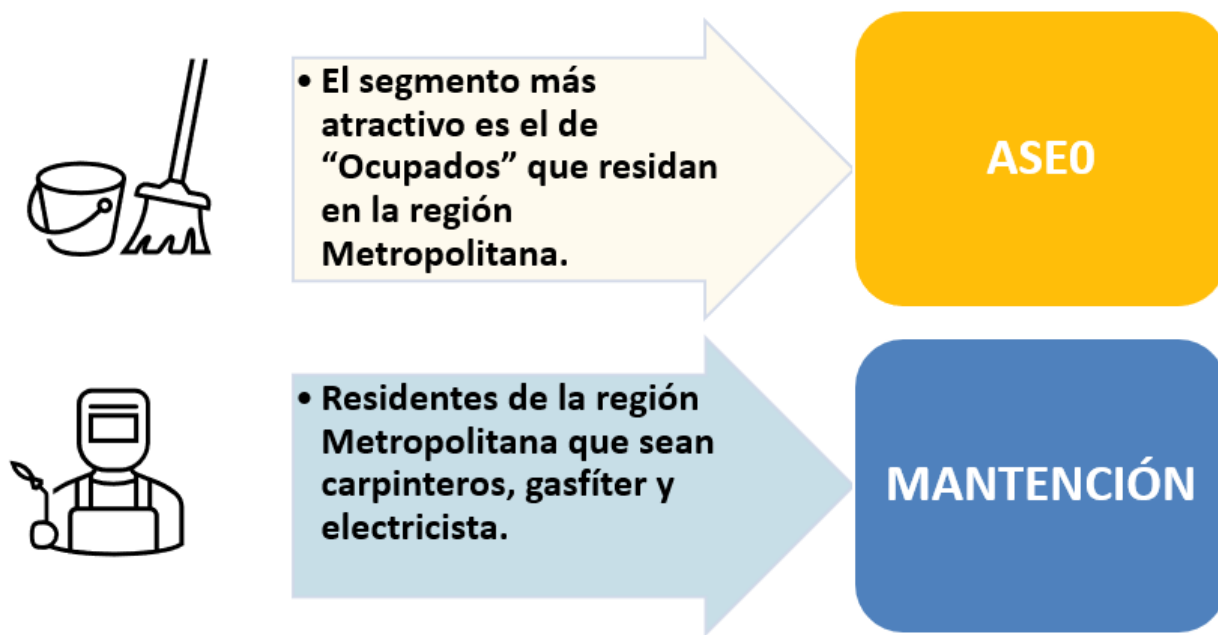 • El segmento más
atractivo es el de
“Ocupados” que residan
en la región
Metropolitana.
ASE0
• Residentes de la región
Metropolitana que sean
carpinteros, gasfíter y
electricista.
MANTENCIÓN